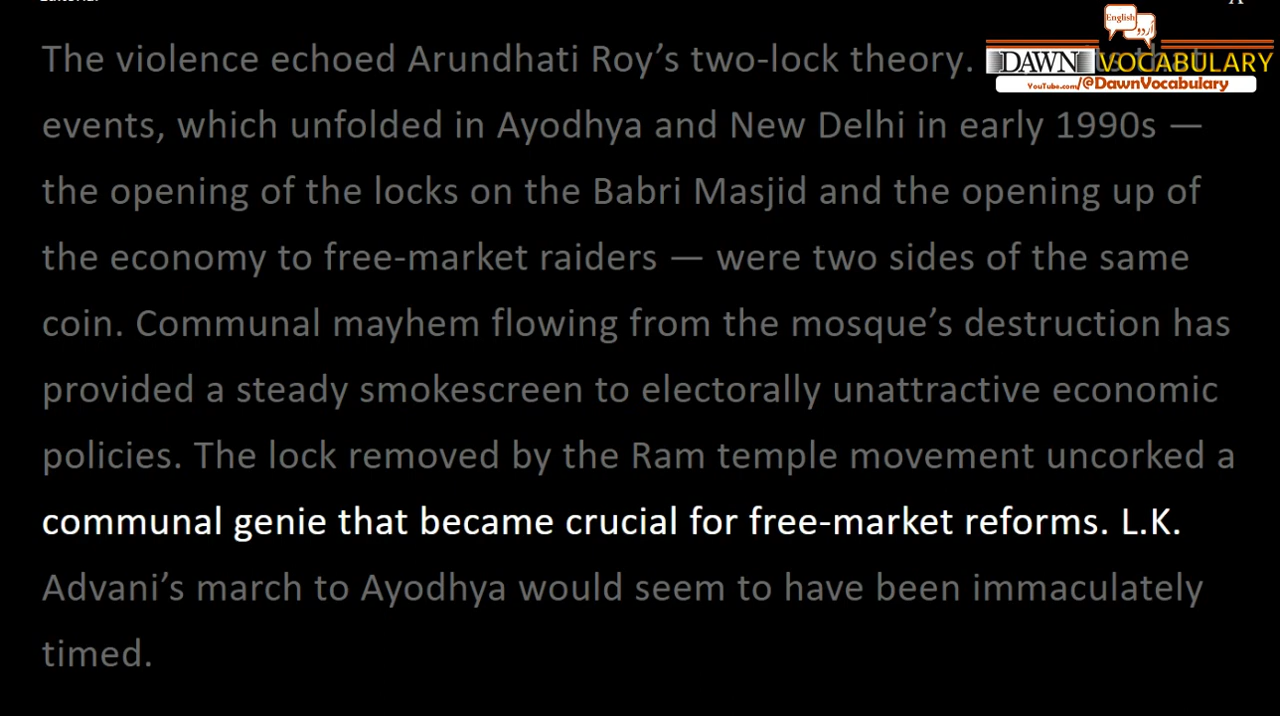 The violence echoed Arundhati Roy’s two-lock theory.
events, which unfolded in Ayodhya and New Delhi in early 1990s —
the opening of the locks on the Babri Masjid and the opening up of
the economy to free-market raiders — were two sides of the same
coin. Communal mayhem flowing from the mosque’s destruction has
provided a steady smokescreen to electorally unattractive economic
policies. The lock removed by the Ram temple movement uncorked a
communal genie that became crucial for free-market reforms. L.K.
Advani’s march to Ayodhya would seem to have been immaculately
timed.
English
اُردُو
DAWN VOCABULARY
YouTube.com/@DawnVocabulary